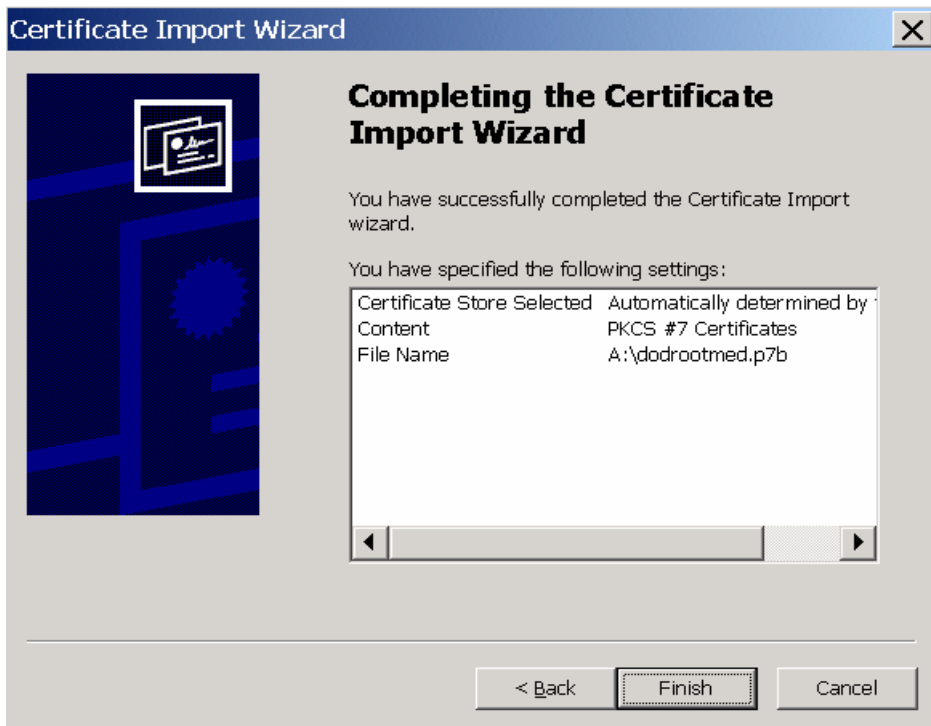 Certificate Import Wizard
Completing the Certificate
Import Wizard
You have successfully completed the Certificate Import
wizard.
You have specified the following settings:
Certificate Store Selected Automatically determined by
Content PKCS #7 Certificates
File Name A:\dodrootmed.p7b
< Back Finish Cancel